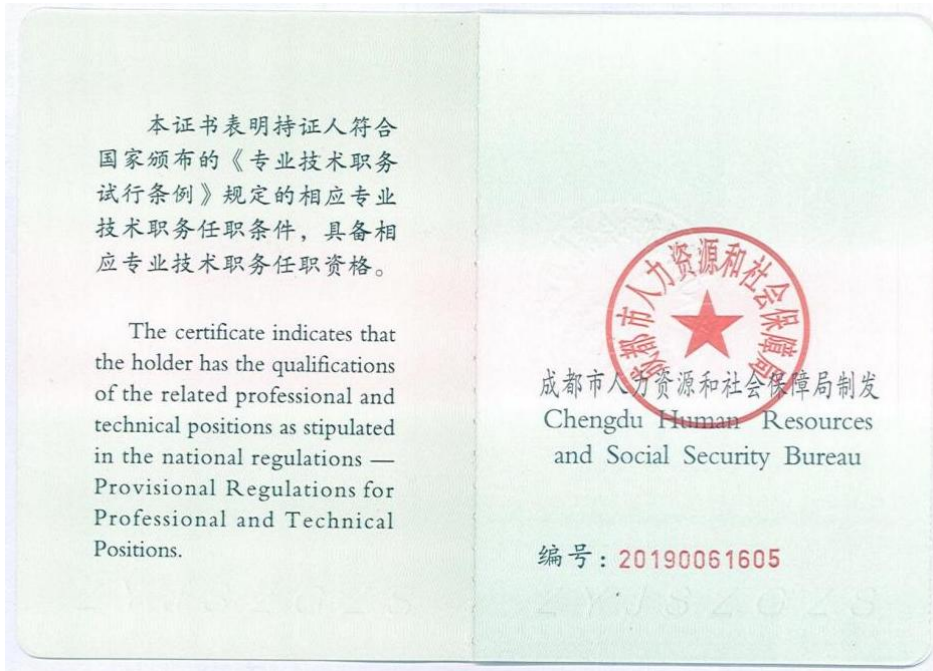 本证书表明持证人符合
国家颁布的《专业技术职务
试行条例》规定的相应专业
技术职务任职条件，具备相
应专业技术职务任职资格。
The certificate indicates that
the holder has the qualifications
of the related professional and
technical positions as stipulated
in the national regulations —
Provisional Regulations for
Professional and Technical
Positions.
成都市人力资源和社会保障局
成都市人力资源和社会保障局制发
Chengdu Human Resources
and Social Security Bureau
编号：20190061605